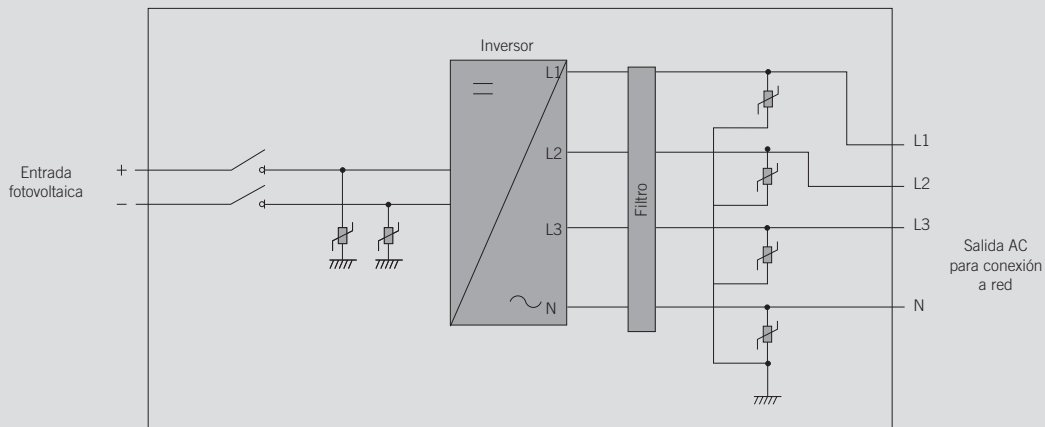 Inversor
L1
L2
L3
N
Filtro
Entrada
fotovoltaica
+
−
L1
L2
L3
N
Salida AC
para conexión
a red